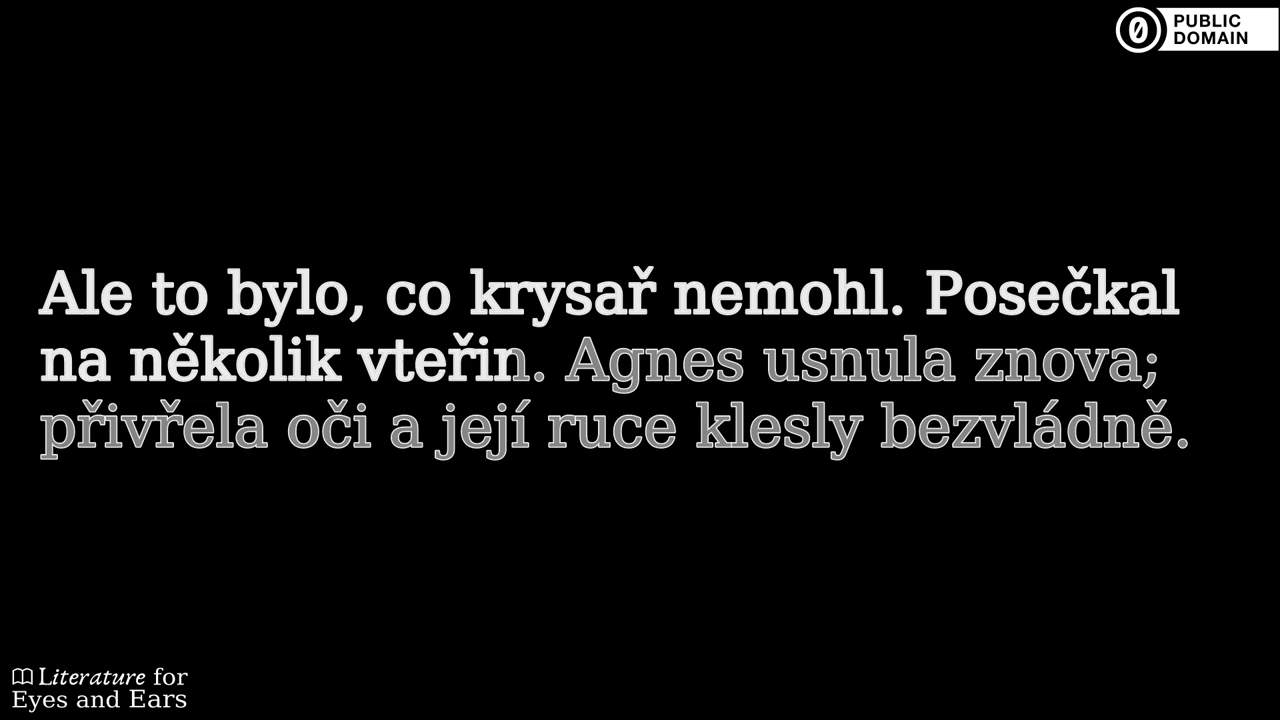 PUBLIC
DOMAIN
Ale to bylo, co krysař nemohl. Posečkal
na několik vteřin. Agnes usnula znova;
přivřela oči a její ruce klesly bezvládně.
Literature for
Eyes and Ears